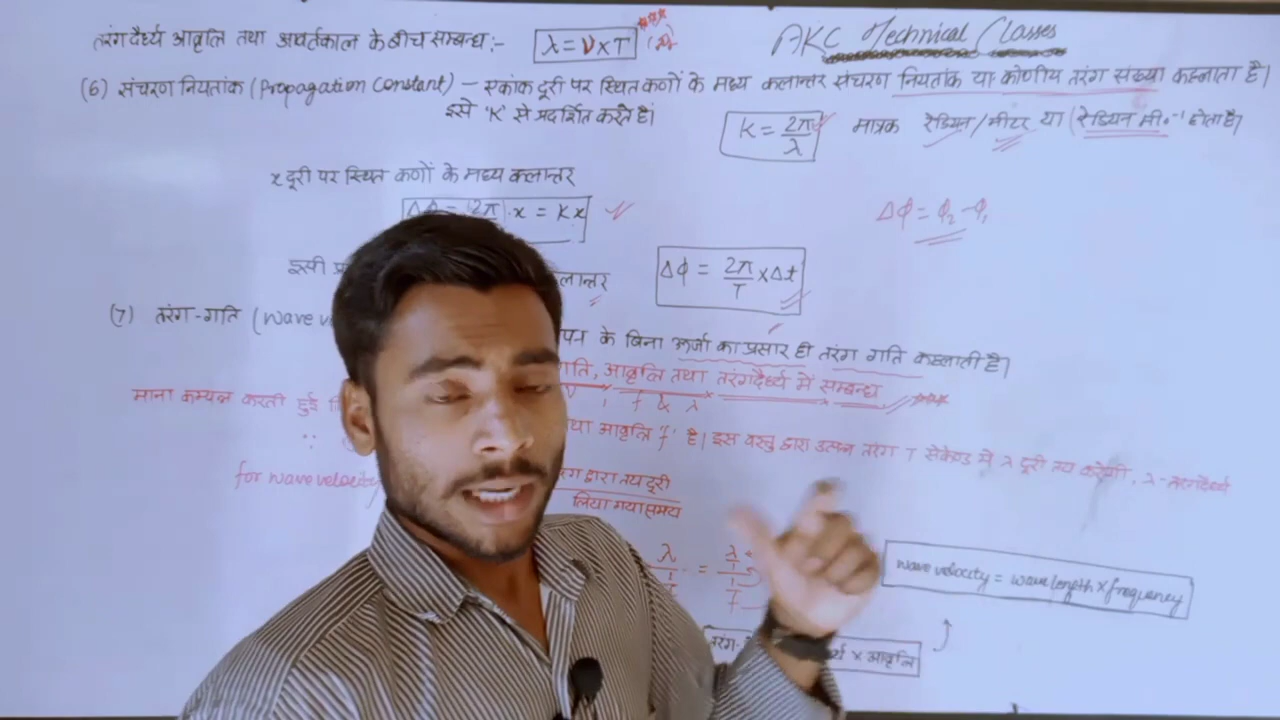 तरंगदैर्ध्य आवृत्ति तथा आवर्तकाल के बीच सम्बन्ध :- λ = ν × T
AKC Technical Classes
(6) संचरण नियतांक (Propagation Constant) – एकांक दूरी पर स्थित कणों के मध्य कलान्तर संचरण नियतांक या कोणीय तरंग संख्या कहलाता है।
इसे 'K' से प्रदर्शित करते है। K = 2π/λ मात्रक रेडियन/मीटर या (रेडियन मी०⁻¹ होता है)
x दूरी पर स्थित कणों के मध्य कलान्तर
2π · x = Kx Δϕ = ϕ₂ - ϕ₁
इसी लान्तर Δϕ = 2π/T × Δt
(7) तरंग-गति (wave
के बिना ऊर्जा का प्रसार ही तरंग गति कहलाती है।
गति, आवृत्ति तथा तरंगदैर्ध्य में सम्बन्ध
f & λ
माना कम्पन करती हुई
आवृत्ति 'f' है। इस वस्तु द्वारा उत्पन्न तरंग T सेकेण्ड में λ दूरी तय करेगी, λ - तरंगदैर्ध्य
∵
for wave velocity द्वारा तय दूरी
लिया गया समय
λ = λ
wave velocity = wave length × frequency
तरंग- × आवृत्ति